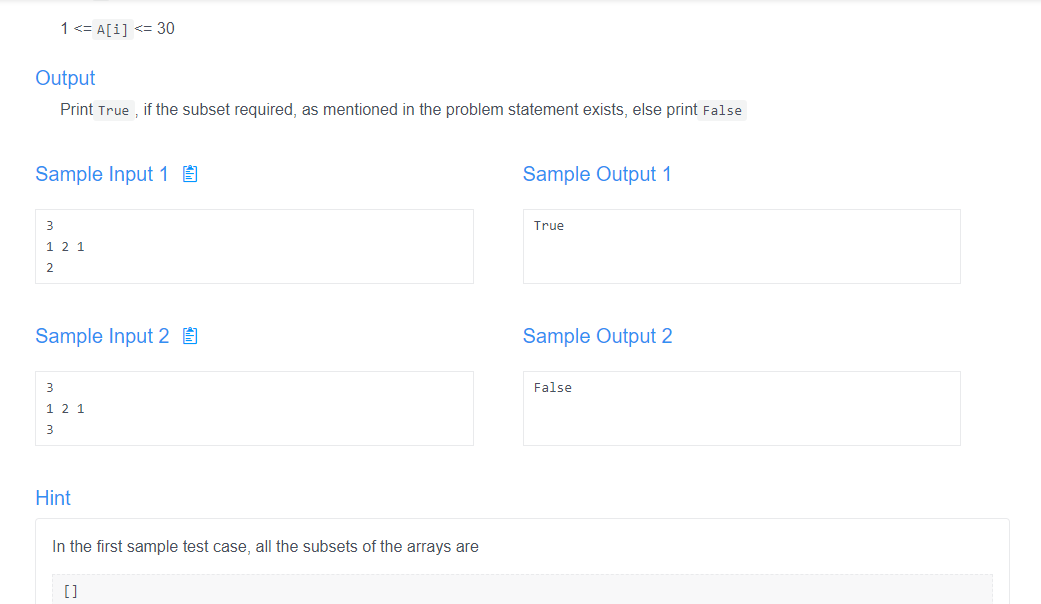 1 <= A[i] <= 30
Output
Print True , if the subset required, as mentioned in the problem statement exists, else print False
Sample Input 1
Sample Output 1
3
1 2 1
2
True
Sample Input 2
Sample Output 2
3
1 2 1
3
False
Hint
In the first sample test case, all the subsets of the arrays are
[]